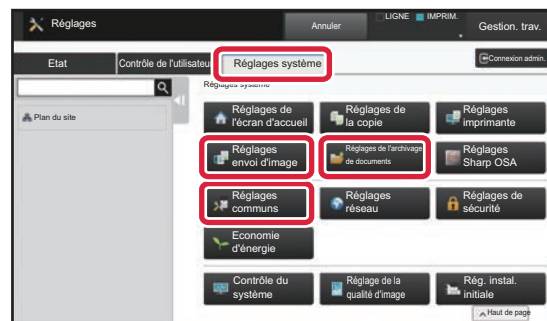 Réglages
Annuler
LIGNE
IMPRIM.
Gestion. trav.
Etat
Contrôle de l'utilisateu
Réglages système
Connexion admin.
Réglages système
Plan du site
Réglages de
l'écran d'accueil
Réglages de
la copie
Réglages
imprimante
Réglages
envoi d'image
Réglages de l'archivage
de documents
Réglages
Sharp OSA
Réglages
communs
Réglages
réseau
Réglages de
sécurité
Economie
d'énergie
Contrôle du
système
Réglage de la
qualité d'image
Rég. instal.
initiale
Haut de page